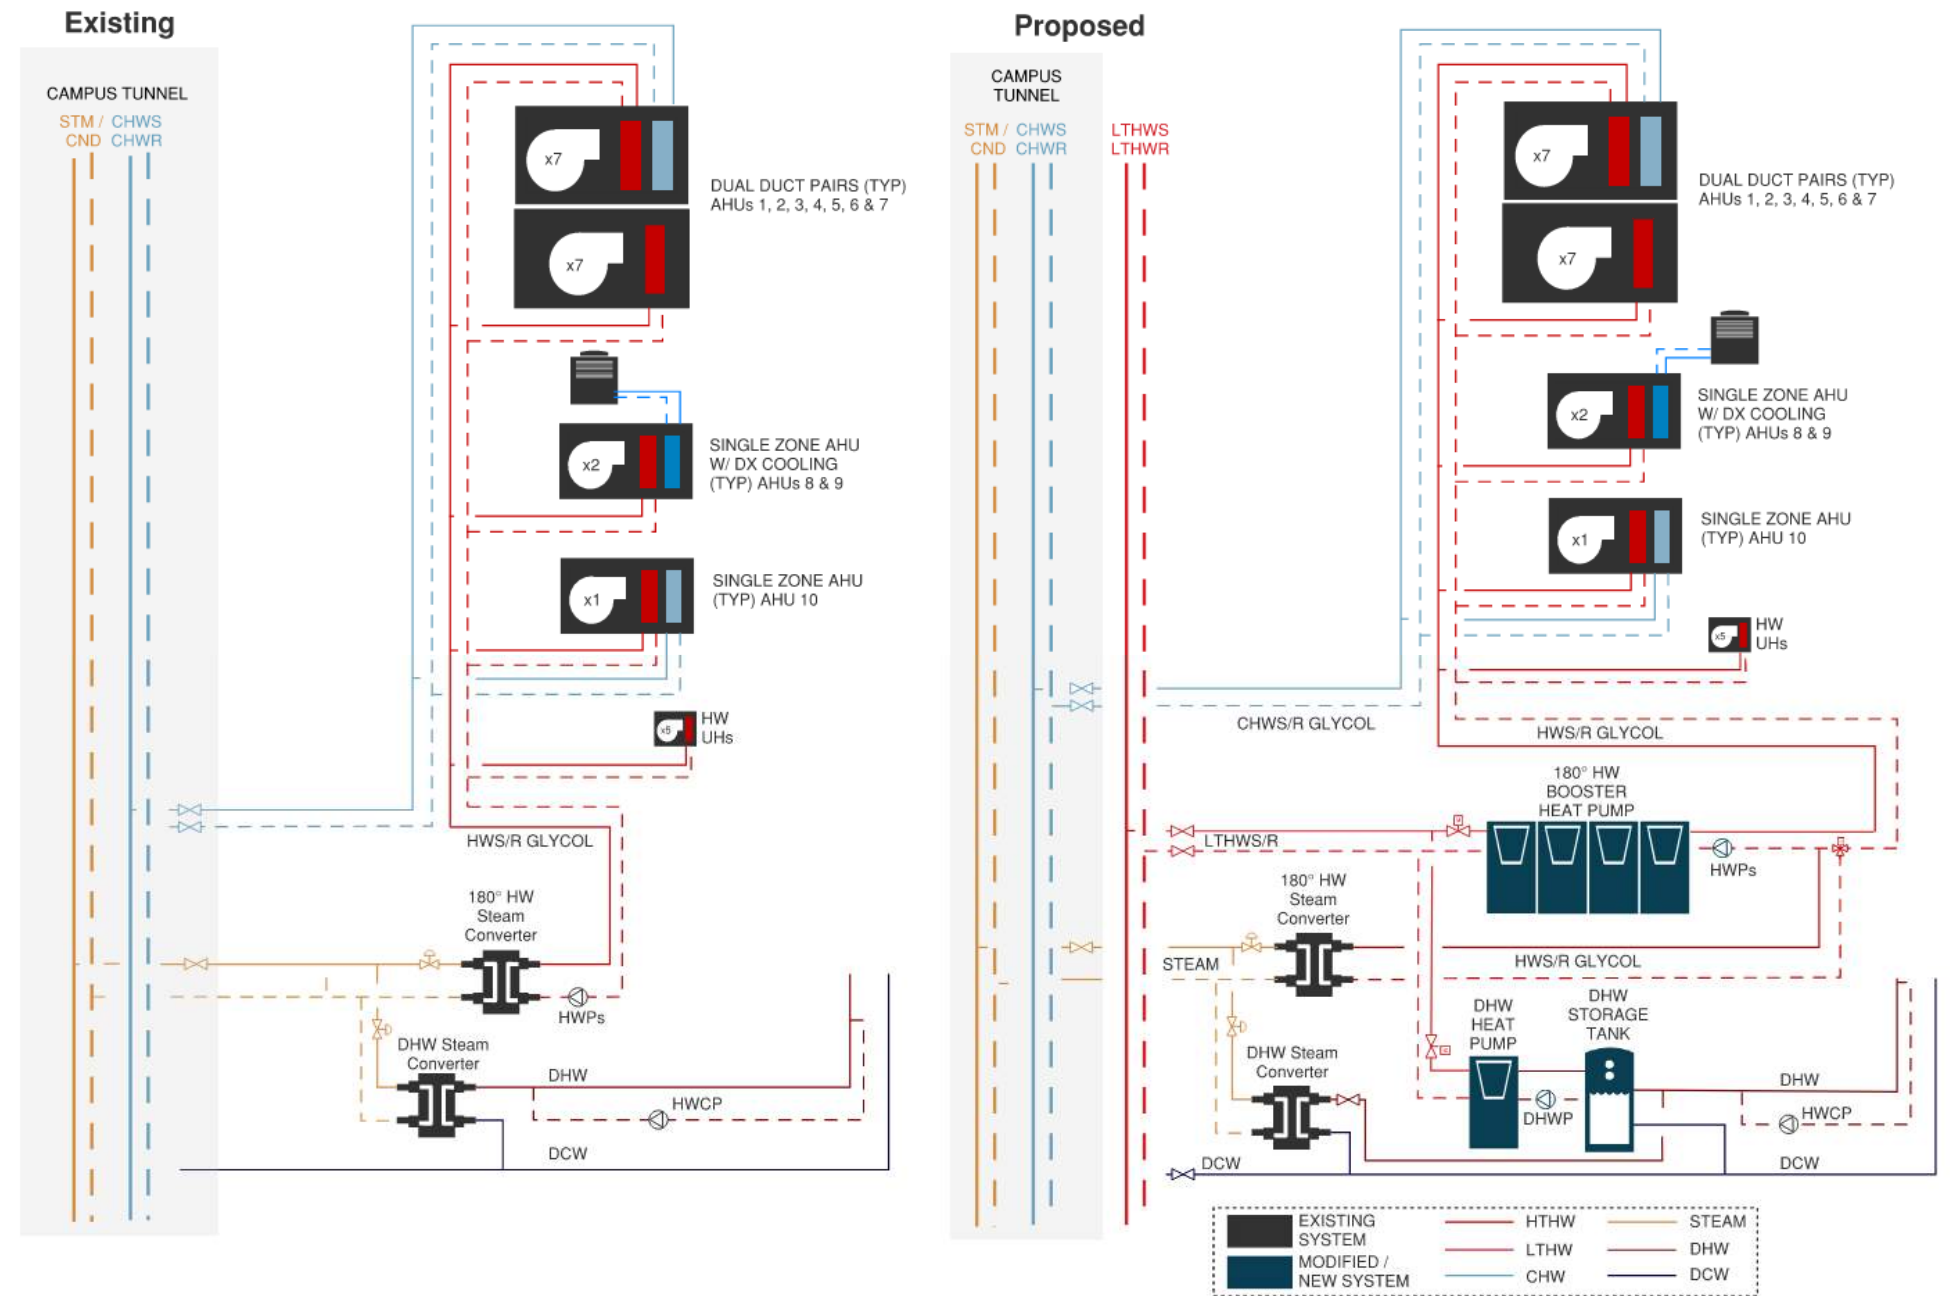 Existing
CAMPUS TUNNEL
STM / CHWS
CND CHWR
x7
DUAL DUCT PAIRS (TYP)
AHUs 1, 2, 3, 4, 5, 6 & 7
x7
x2
SINGLE ZONE AHU
W/ DX COOLING
(TYP) AHUs 8 & 9
x1
SINGLE ZONE AHU
(TYP) AHU 10
x5
HW
UHs
HWS/R GLYCOL
180° HW
Steam
Converter
HWPs
DHW Steam
Converter
DHW
HWCP
DCW
Proposed
CAMPUS
TUNNEL
STM / CHWS
CND CHWR
LTHWS
LTHWR
x7
DUAL DUCT PAIRS (TYP)
AHUs 1, 2, 3, 4, 5, 6 & 7
x7
x2
SINGLE ZONE AHU
W/ DX COOLING
(TYP) AHUs 8 & 9
x1
SINGLE ZONE AHU
(TYP) AHU 10
x5
HW
UHs
CHWS/R GLYCOL
HWS/R GLYCOL
180° HW
BOOSTER
HEAT PUMP
LTHWS/R
HWPs
180° HW
Steam
Converter
STEAM
HWS/R GLYCOL
DHW
HEAT
PUMP
DHW
STORAGE
TANK
DHW Steam
Converter
DHWP
DHW
HWCP
DCW
DCW
EXISTING
SYSTEM
MODIFIED /
NEW SYSTEM
HTHW
LTHW
CHW
STEAM
DHW
DCW